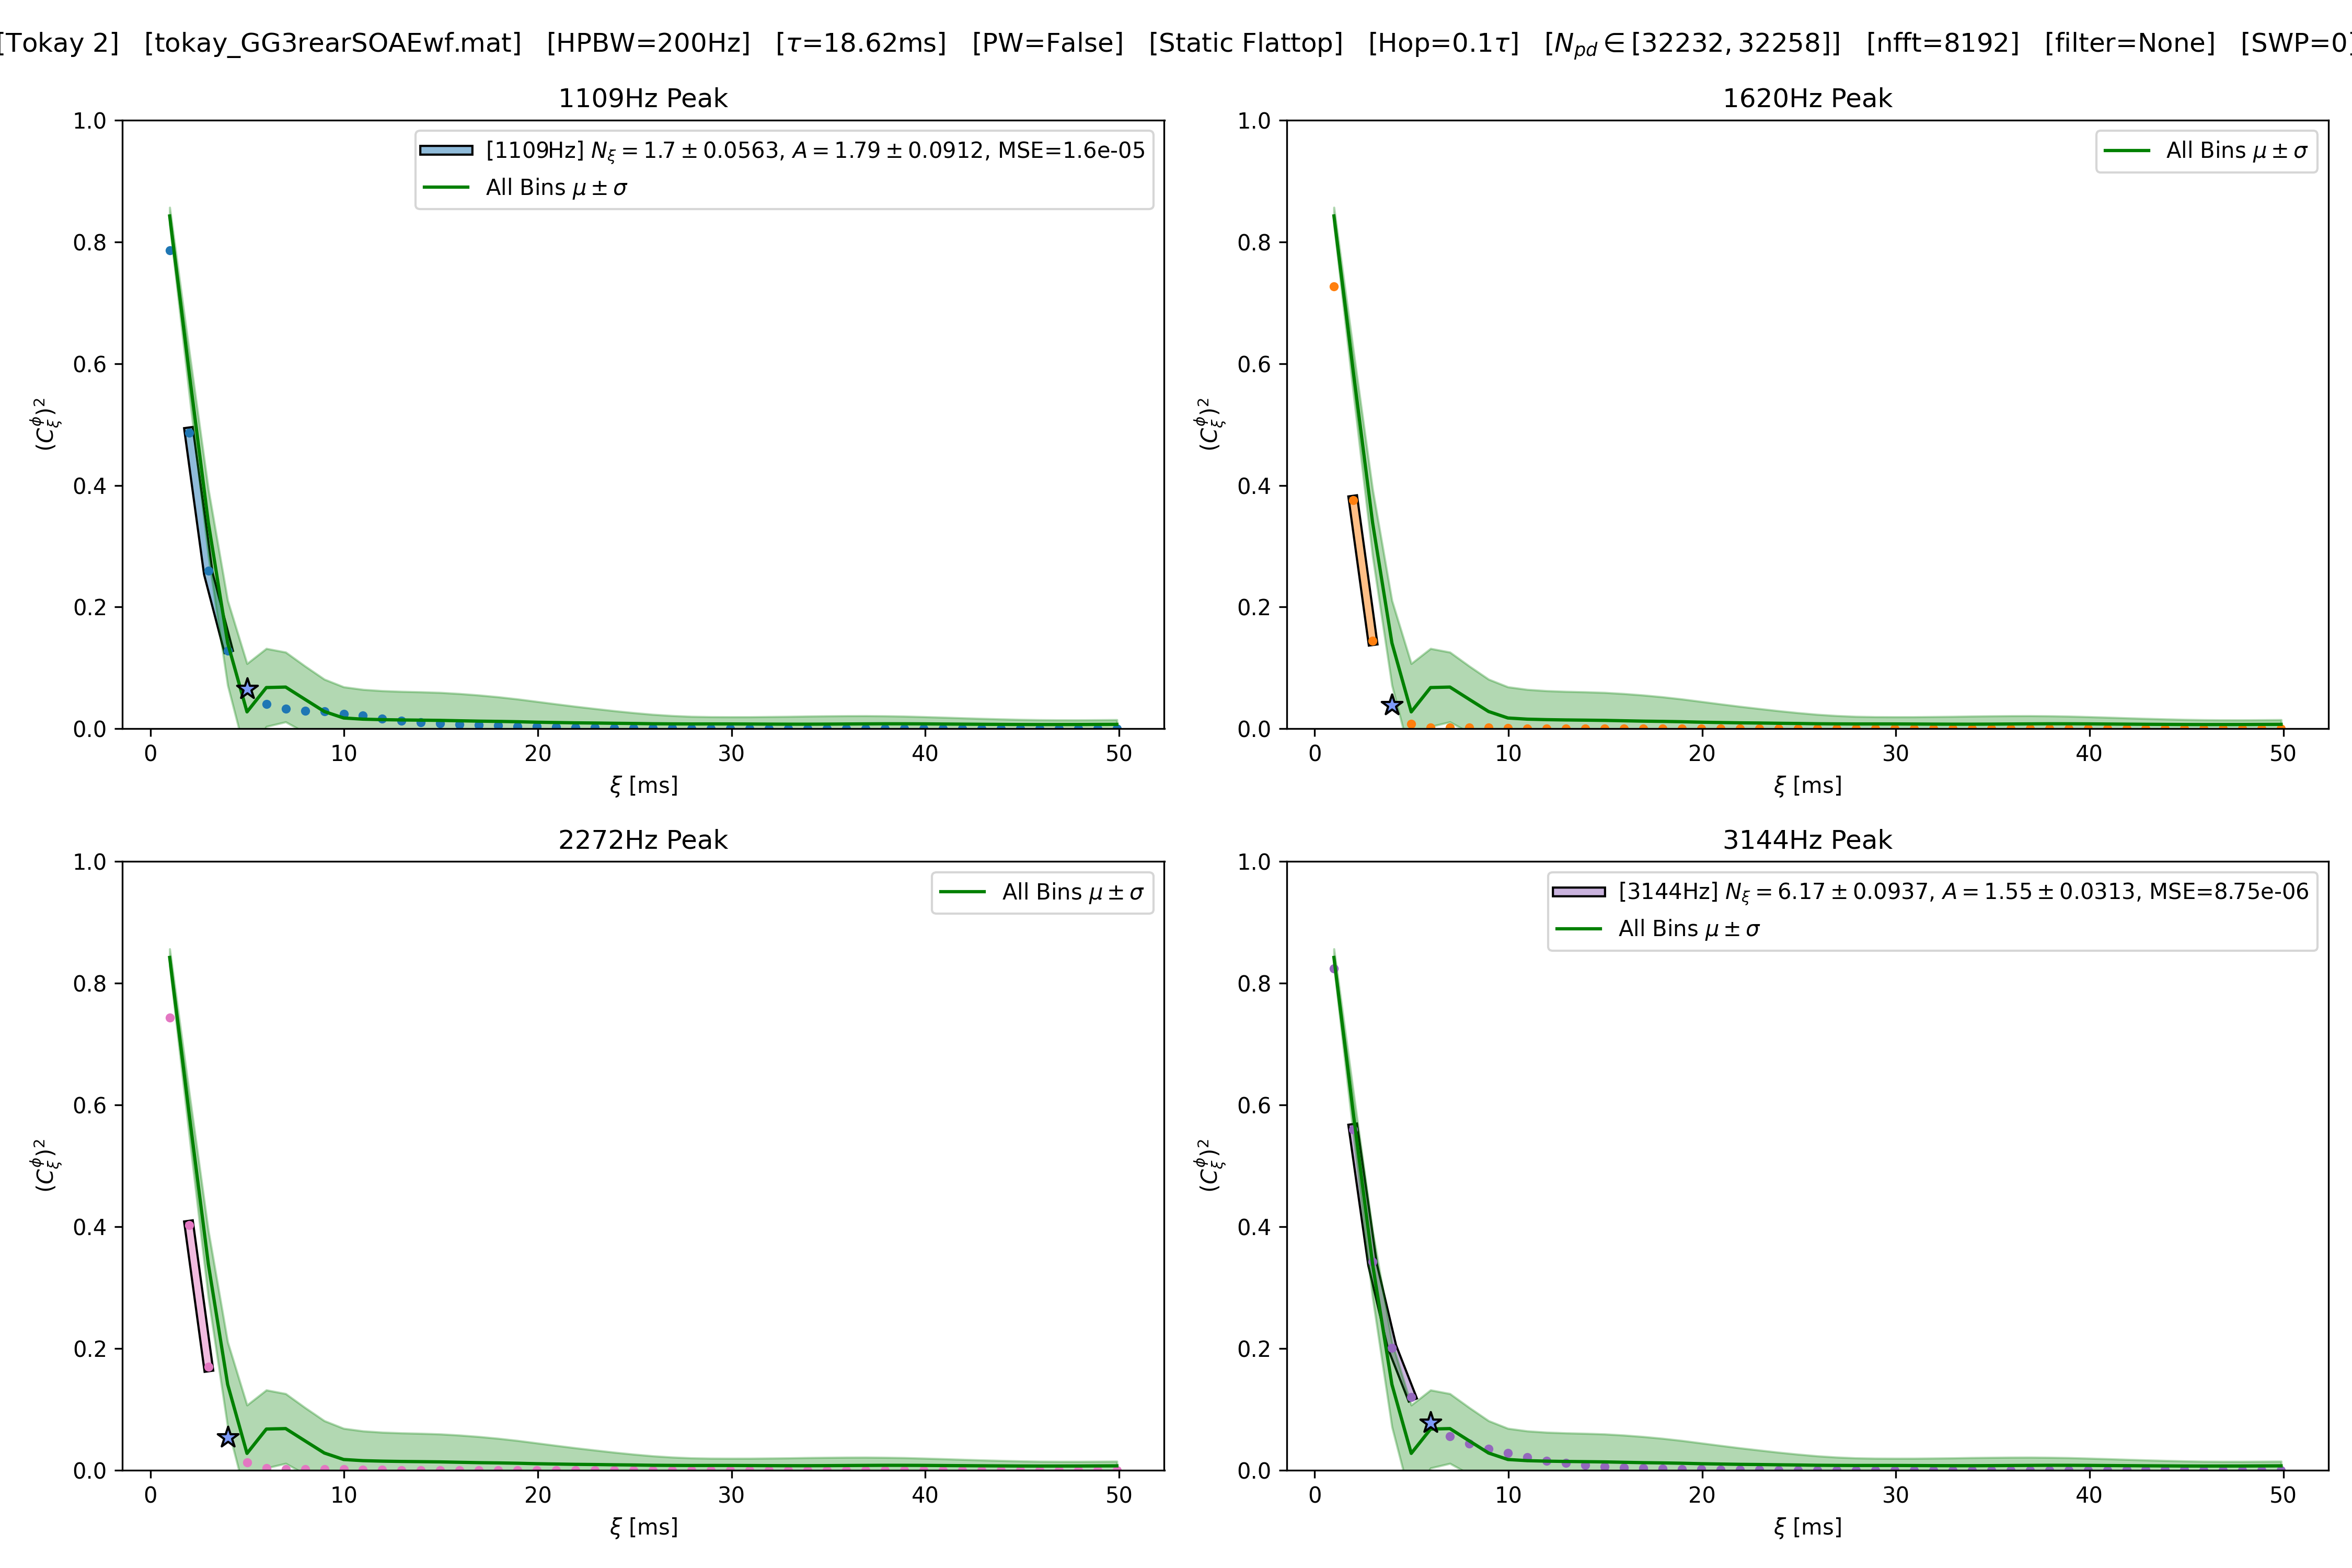 [Tokay 2] [tokay_GG3rearSOAEwf.mat] [HPBW=200Hz] [τ=18.62ms] [PW=False] [Static Flattop] [Hop=0.1τ] [N_{pd} ∈ [32232, 32258]] [nfft=8192] [filter=None] [SWP=0]
1109Hz Peak
[1109Hz] N_ξ = 1.7 ± 0.0563, A = 1.79 ± 0.0912, MSE=1.6e-05
All Bins μ ± σ
(C_ξ^ϕ)^2
1.0
0.8
0.6
0.4
0.2
0.0
0 10 20 30 40 50
ξ [ms]
1620Hz Peak
All Bins μ ± σ
(C_ξ^ϕ)^2
1.0
0.8
0.6
0.4
0.2
0.0
0 10 20 30 40 50
ξ [ms]
2272Hz Peak
All Bins μ ± σ
(C_ξ^ϕ)^2
1.0
0.8
0.6
0.4
0.2
0.0
0 10 20 30 40 50
ξ [ms]
3144Hz Peak
[3144Hz] N_ξ = 6.17 ± 0.0937, A = 1.55 ± 0.0313, MSE=8.75e-06
All Bins μ ± σ
(C_ξ^ϕ)^2
1.0
0.8
0.6
0.4
0.2
0.0
0 10 20 30 40 50
ξ [ms]